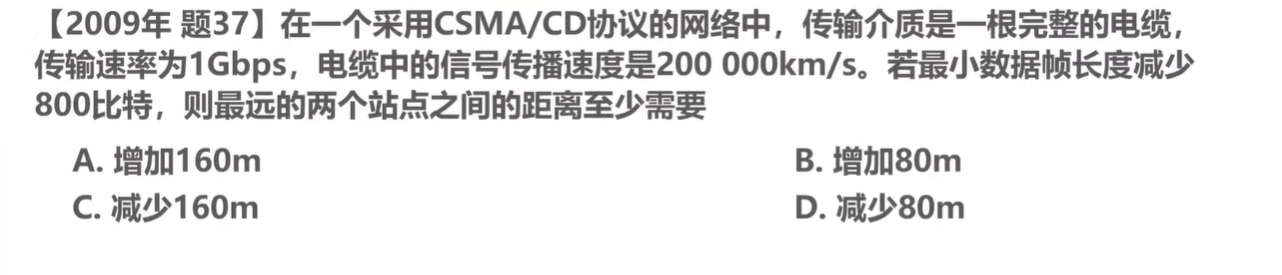 【2009年 题37】在一个采用CSMA/CD协议的网络中，传输介质是一根完整的电缆，
传输速率为1Gbps，电缆中的信号传播速度是200 000km/s。若最小数据帧长度减少
800比特，则最远的两个站点之间的距离至少需要
A. 增加160m B. 增加80m
C. 减少160m D. 减少80m